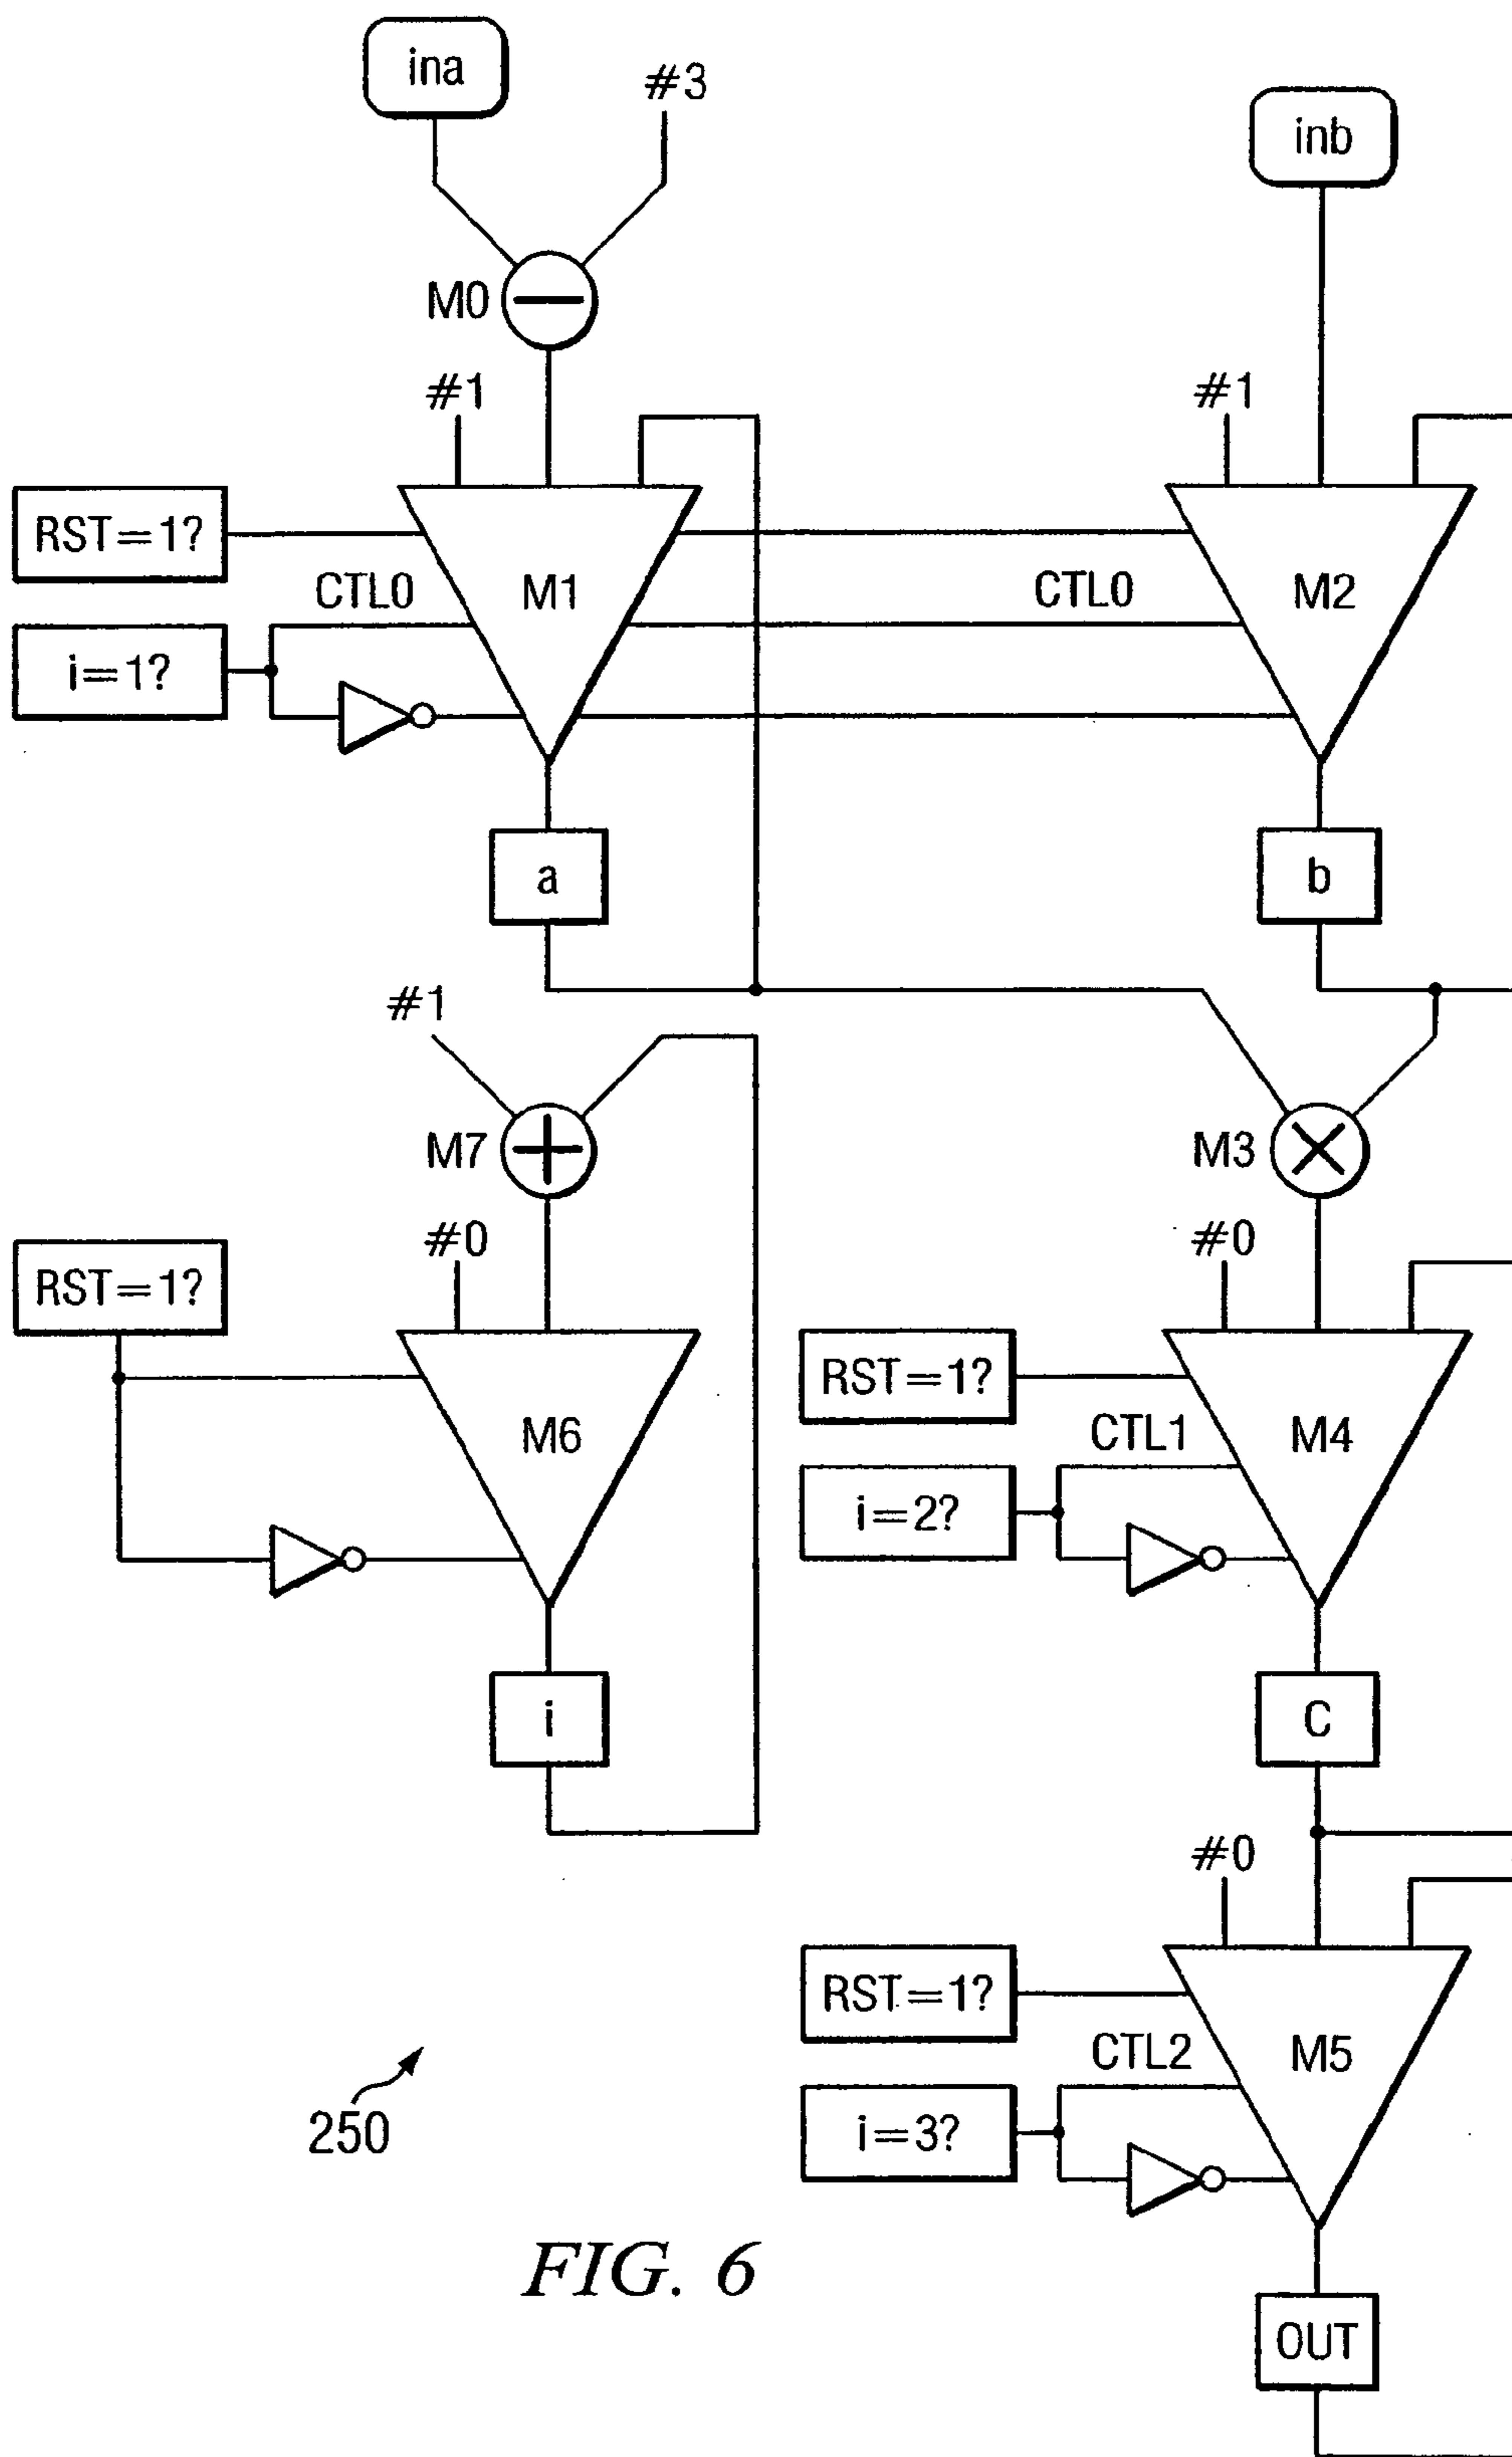 ina
#3
inb
M0
#1
#1
RST=1?
CTL0
M1
CTL0
M2
i=1?
a
b
#1
M7
M3
#0
#0
RST=1?
RST=1?
M6
CTL1
M4
i=2?
i
C
#0
RST=1?
CTL2
M5
i=3?
250
FIG. 6
OUT